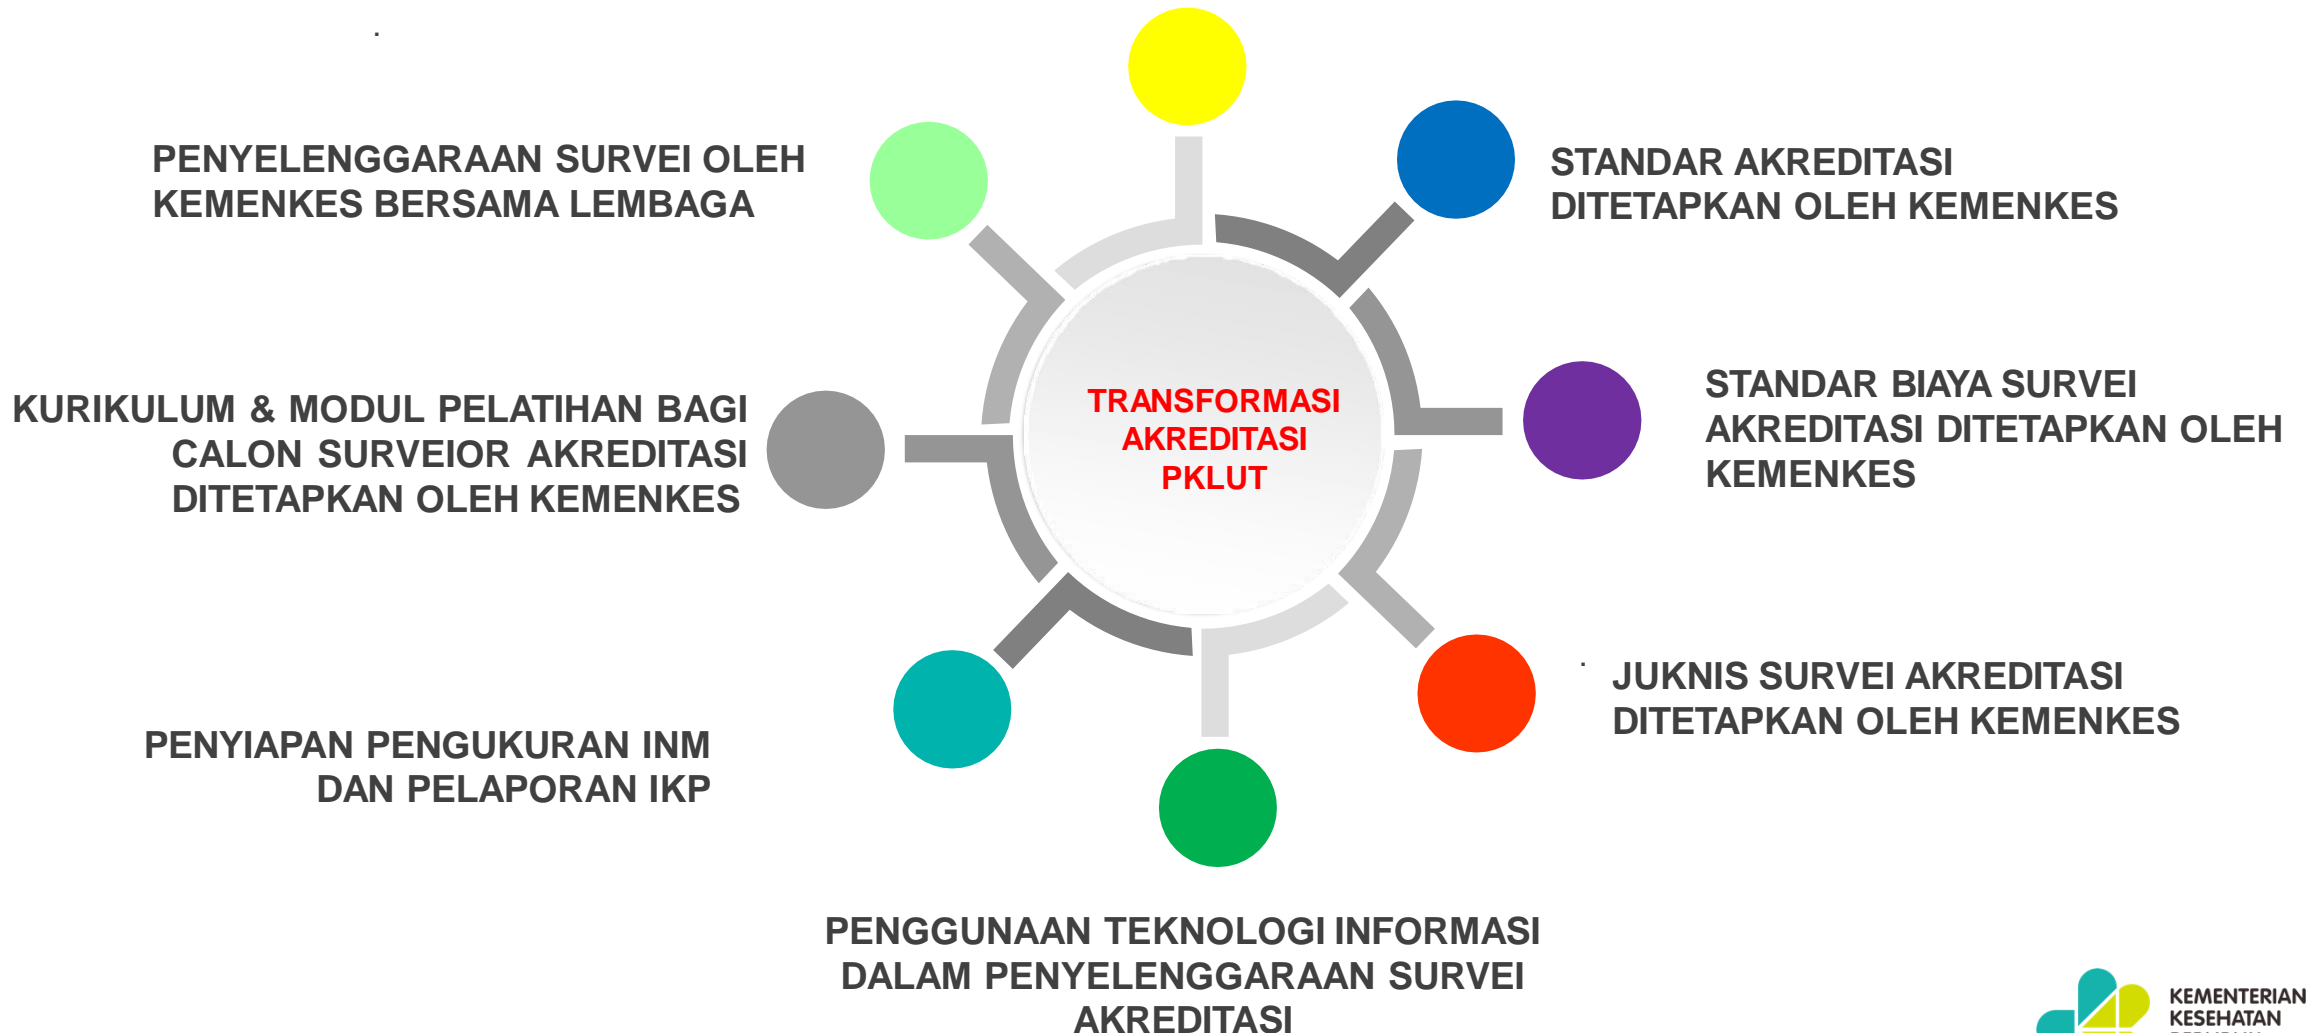 PENYELENGGARAAN SURVEI OLEH
KEMENKES BERSAMA LEMBAGA
STANDAR AKREDITASI
DITETAPKAN OLEH KEMENKES
KURIKULUM & MODUL PELATIHAN BAGI
CALON SURVEIOR AKREDITASI
DITETAPKAN OLEH KEMENKES
TRANSFORMASI
AKREDITASI
PKLUT
STANDAR BIAYA SURVEI
AKREDITASI DITETAPKAN OLEH
KEMENKES
PENYIAPAN PENGUKURAN INM
DAN PELAPORAN IKP
JUKNIS SURVEI AKREDITASI
DITETAPKAN OLEH KEMENKES
PENGGUNAAN TEKNOLOGI INFORMASI
DALAM PENYELENGGARAAN SURVEI
AKREDITASI
KEMENTERIAN
KESEHATAN